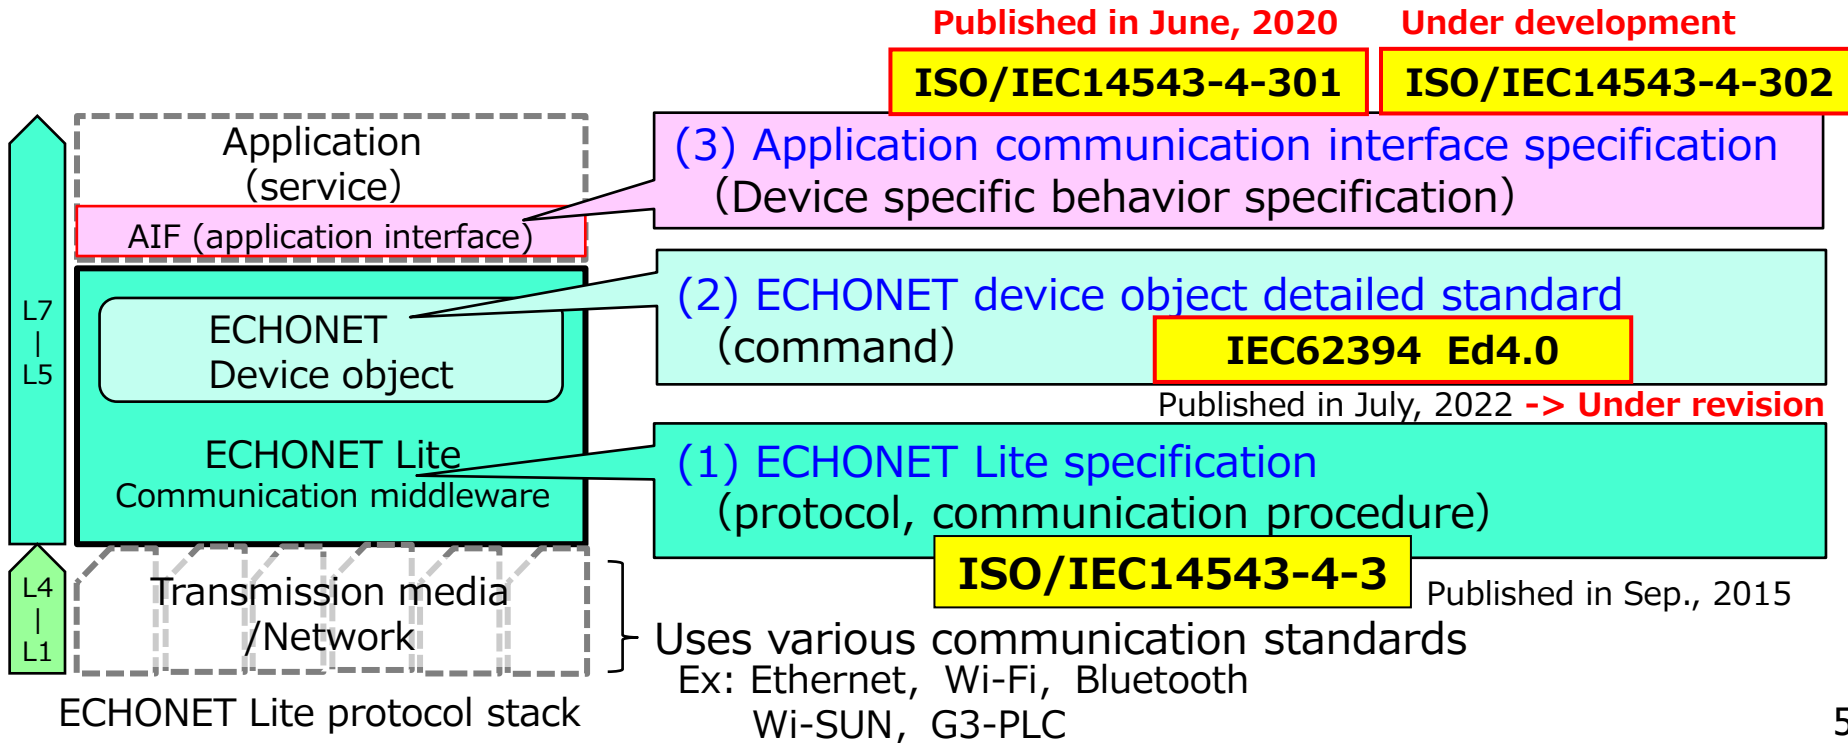 Published in June, 2020
Under development
ISO/IEC14543-4-301
ISO/IEC14543-4-302
Application
(service)
AIF (application interface)
(3) Application communication interface specification
(Device specific behavior specification)
L7
|
L5
ECHONET
Device object
(2) ECHONET device object detailed standard
(command)
IEC62394 Ed4.0
Published in July, 2022 -> Under revision
ECHONET Lite
Communication middleware
(1) ECHONET Lite specification
(protocol, communication procedure)
ISO/IEC14543-4-3
Published in Sep., 2015
L4
|
L1
Transmission media
/Network
Uses various communication standards
Ex: Ethernet, Wi-Fi, Bluetooth
Wi-SUN, G3-PLC
ECHONET Lite protocol stack
5